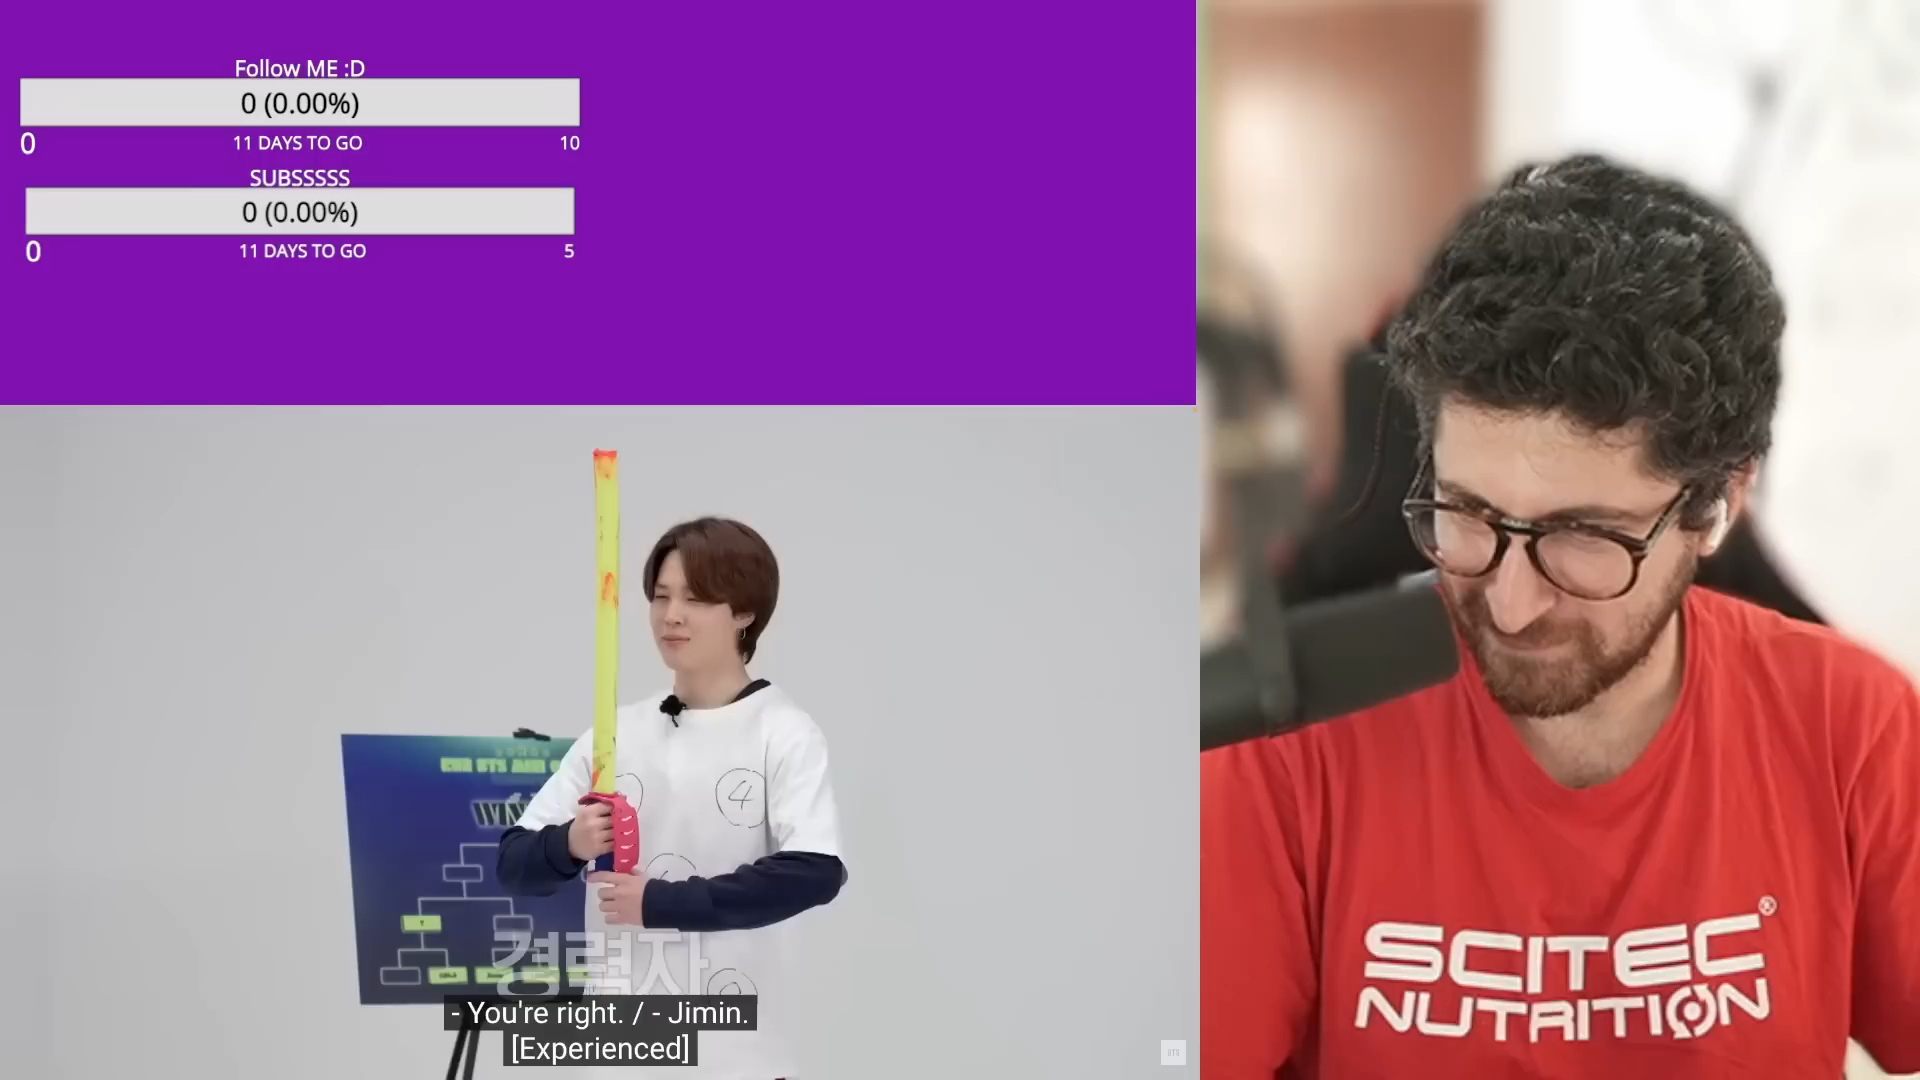 Follow ME :D
0 (0.00%)
0 11 DAYS TO GO 10
SUBSSSSS
0 (0.00%)
0 11 DAYS TO GO 5
4
경력자
- You're right. / - Jimin.
[Experienced]
BTS
SCITEC®
NUTRITION